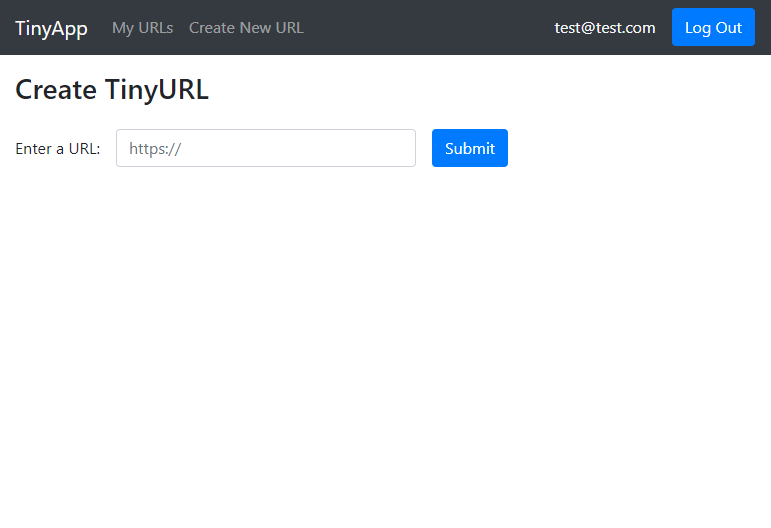 TinyApp My URLs Create New URL test@test.com Log Out
Create TinyURL
Enter a URL: https:// Submit